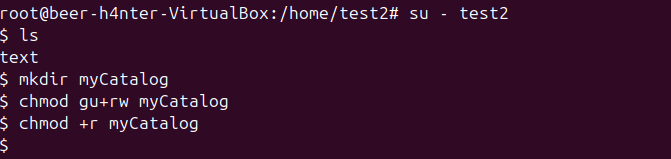 root@beer-h4nter-VirtualBox:/home/test2# su - test2
$ ls
text
$ mkdir myCatalog
$ chmod gu+rw myCatalog
$ chmod +r myCatalog
$